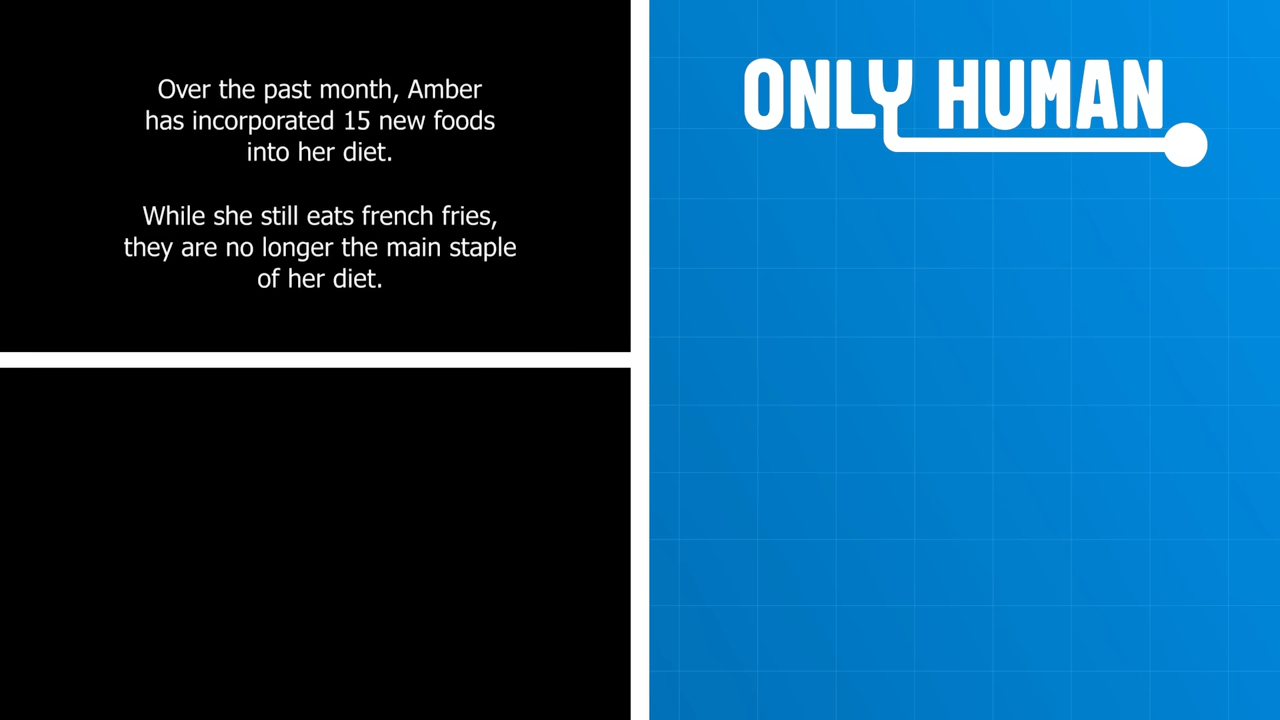 Over the past month, Amber
has incorporated 15 new foods
into her diet.
While she still eats french fries,
they are no longer the main staple
of her diet.
ONLY HUMAN